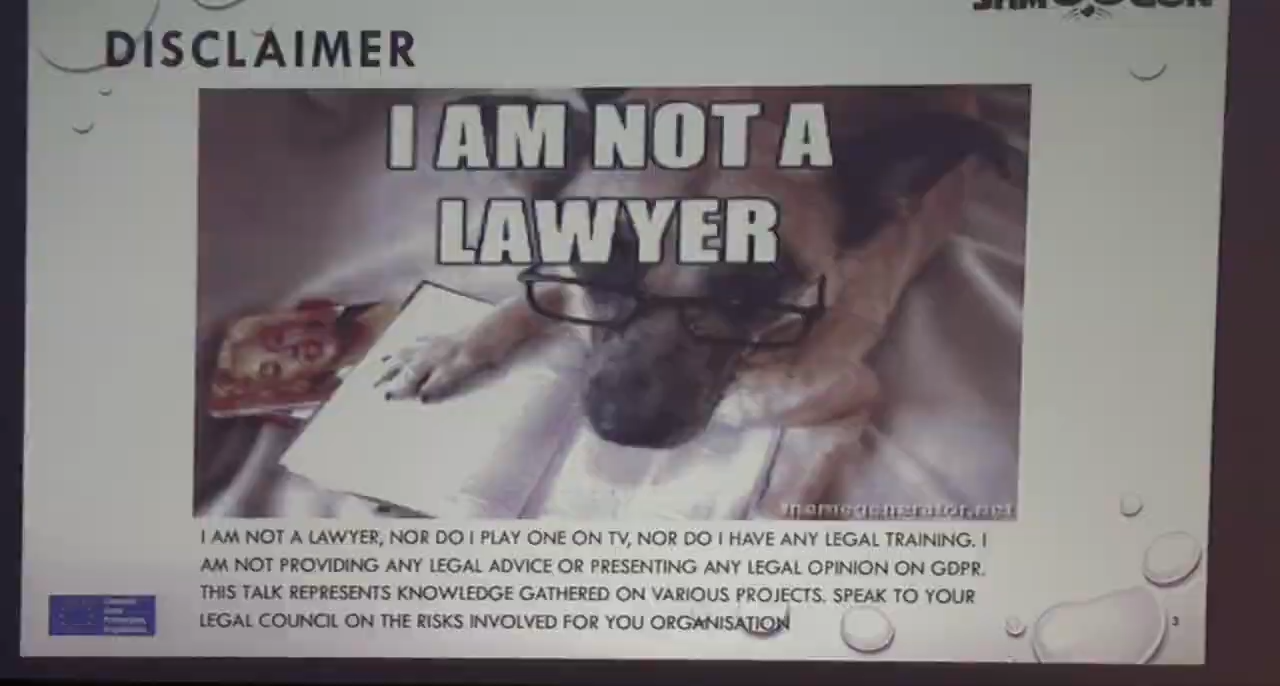 DISCLAIMER
I AM NOT A
LAWYER
memegenerator.net
I AM NOT A LAWYER, NOR DO I PLAY ONE ON TV, NOR DO I HAVE ANY LEGAL TRAINING. I
AM NOT PROVIDING ANY LEGAL ADVICE OR PRESENTING ANY LEGAL OPINION ON GDPR.
THIS TALK REPRESENTS KNOWLEDGE GATHERED ON VARIOUS PROJECTS. SPEAK TO YOUR
LEGAL COUNCIL ON THE RISKS INVOLVED FOR YOU ORGANISATION
3